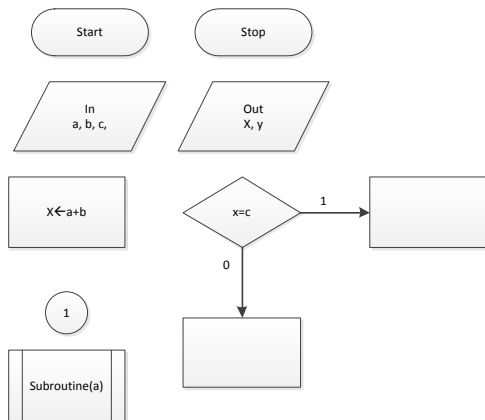 Start
Stop
In
a, b, c,
Out
X, y
X←a+b
x=c
1
0
1
Subroutine(a)